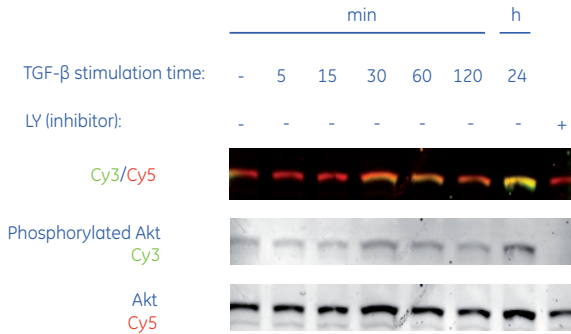 min h
TGF-β stimulation time: - 5 15 30 60 120 24
LY (inhibitor): - - - - - - - +
Cy3/Cy5
Phosphorylated Akt
Cy3
Akt
Cy5